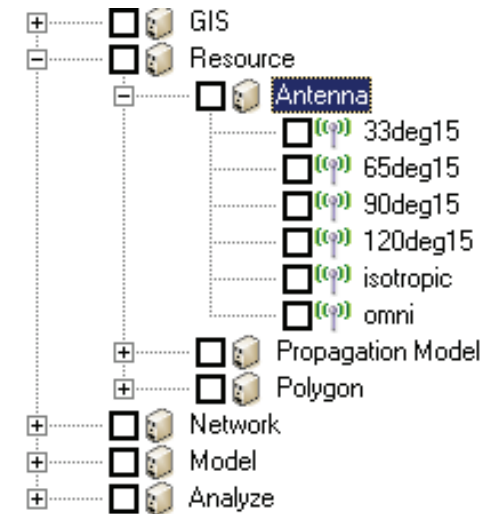 GIS
Resource
Antenna
33deg15
65deg15
90deg15
120deg15
isotropic
omni
Propagation Model
Polygon
Network
Model
Analyze